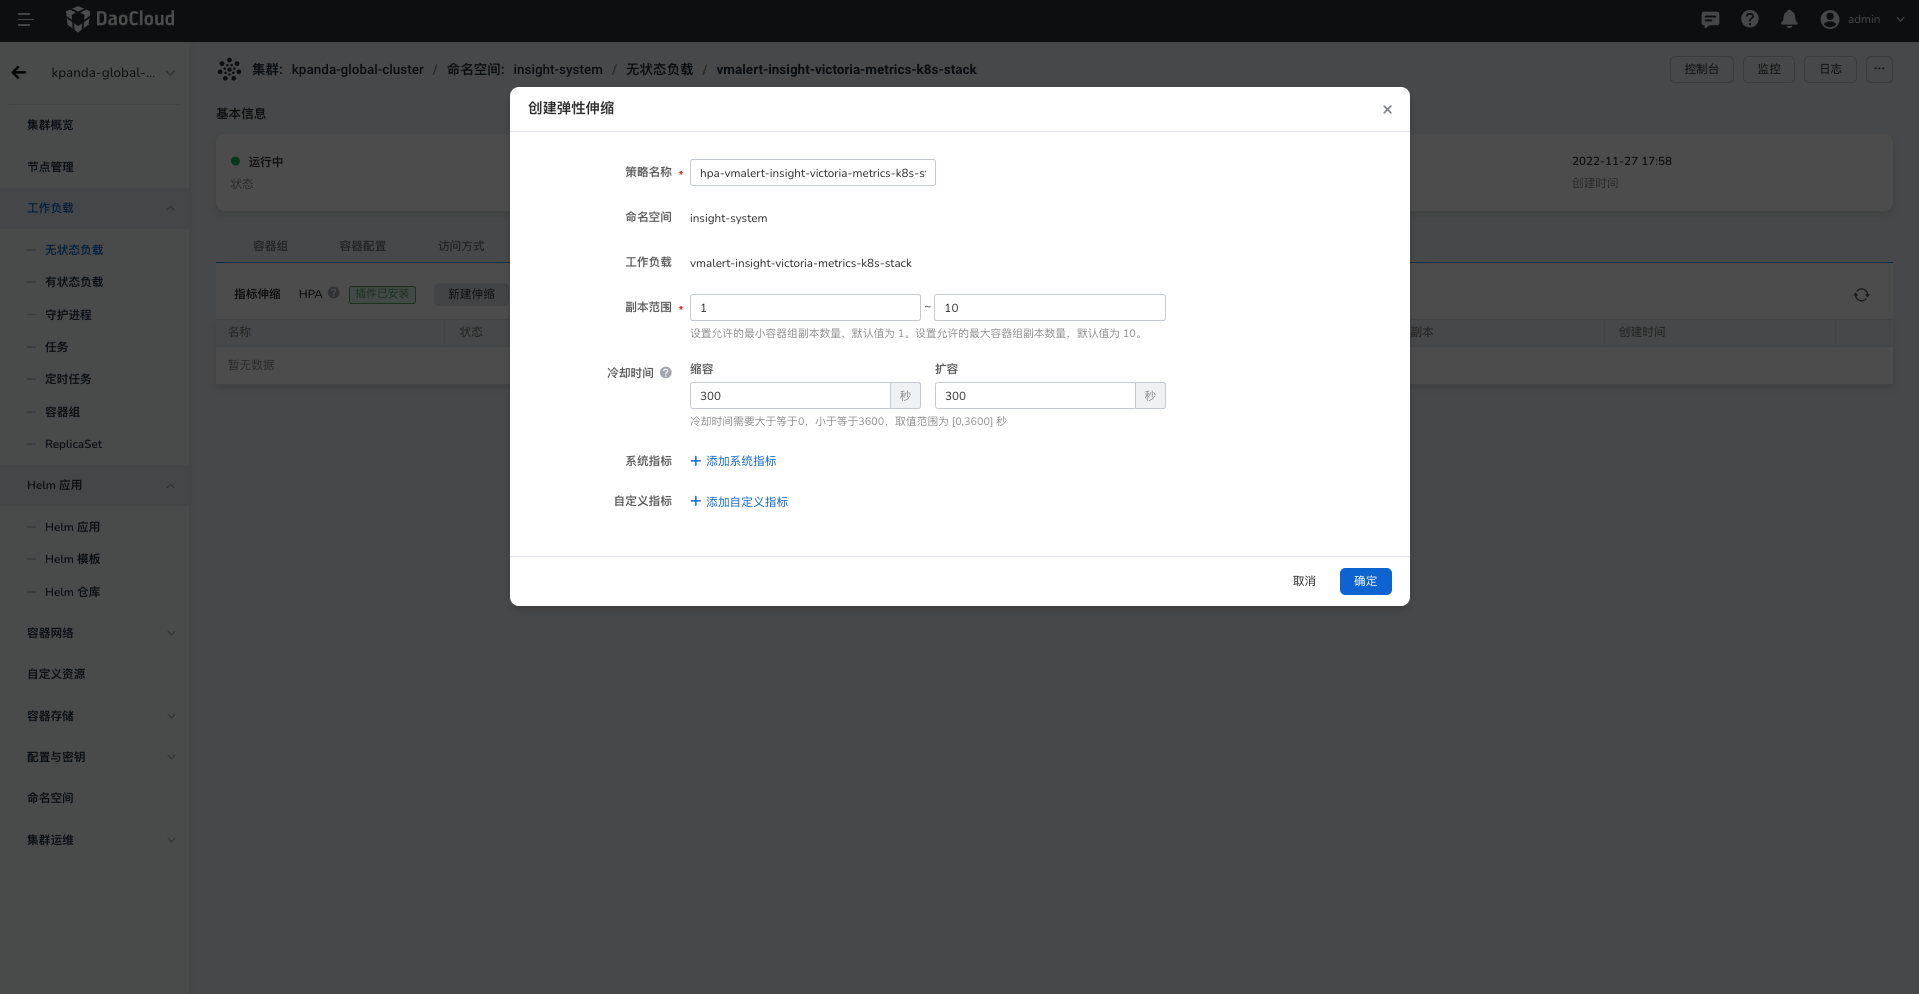 DaoCloud
admin
kpanda-global-...
集群: kpanda-global-cluster / 命名空间: insight-system / 无状态负载 / vmalert-insight-victoria-metrics-k8s-stack
控制台
监控
日志
...
集群概览
节点管理
工作负载
无状态负载
有状态负载
守护进程
任务
定时任务
容器组
ReplicaSet
Helm 应用
Helm 应用
Helm 模板
Helm 仓库
容器网络
自定义资源
容器存储
配置与密钥
命名空间
集群运维
基本信息
运行中
状态
2022-11-27 17:58
创建时间
容器组
容器配置
访问方式
指标伸缩 HPA 插件已安装 新建伸缩
名称
状态
副本
创建时间
暂无数据
创建弹性伸缩
策略名称 • hpa-vmalert-insight-victoria-metrics-k8s-s
命名空间 insight-system
工作负载 vmalert-insight-victoria-metrics-k8s-stack
副本范围 • 1 ~ 10
设置允许的最小容器组副本数量，默认值为 1。设置允许的最大容器组副本数量，默认值为 10。
冷却时间 缩容 扩容
300 秒 300 秒
冷却时间需要大于等于0，小于等于3600，取值范围为 [0,3600] 秒
系统指标 + 添加系统指标
自定义指标 + 添加自定义指标
取消 确定